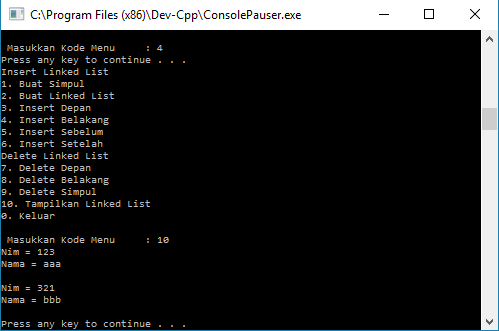 C:\Program Files (x86)\Dev-Cpp\ConsolePauser.exe
Masukkan Kode Menu     : 4
Press any key to continue . . .
Insert Linked List
1. Buat Simpul
2. Buat Linked List
3. Insert Depan
4. Insert Belakang
5. Insert Sebelum
6. Insert Setelah
Delete Linked List
7. Delete Depan
8. Delete Belakang
9. Delete Simpul
10. Tampilkan Linked List
0. Keluar
Masukkan Kode Menu     : 10
Nim = 123
Nama = aaa
Nim = 321
Nama = bbb
Press any key to continue . . .